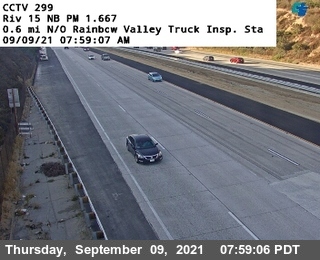 CCTV 299
Riv 15 NB PM 1.667
0.6 mi N/O Rainbcw Valley Truck Insp. Sta
09/09/21 07:59:07 AM
Thursday, September 09, 2021 07:59:06 PDT